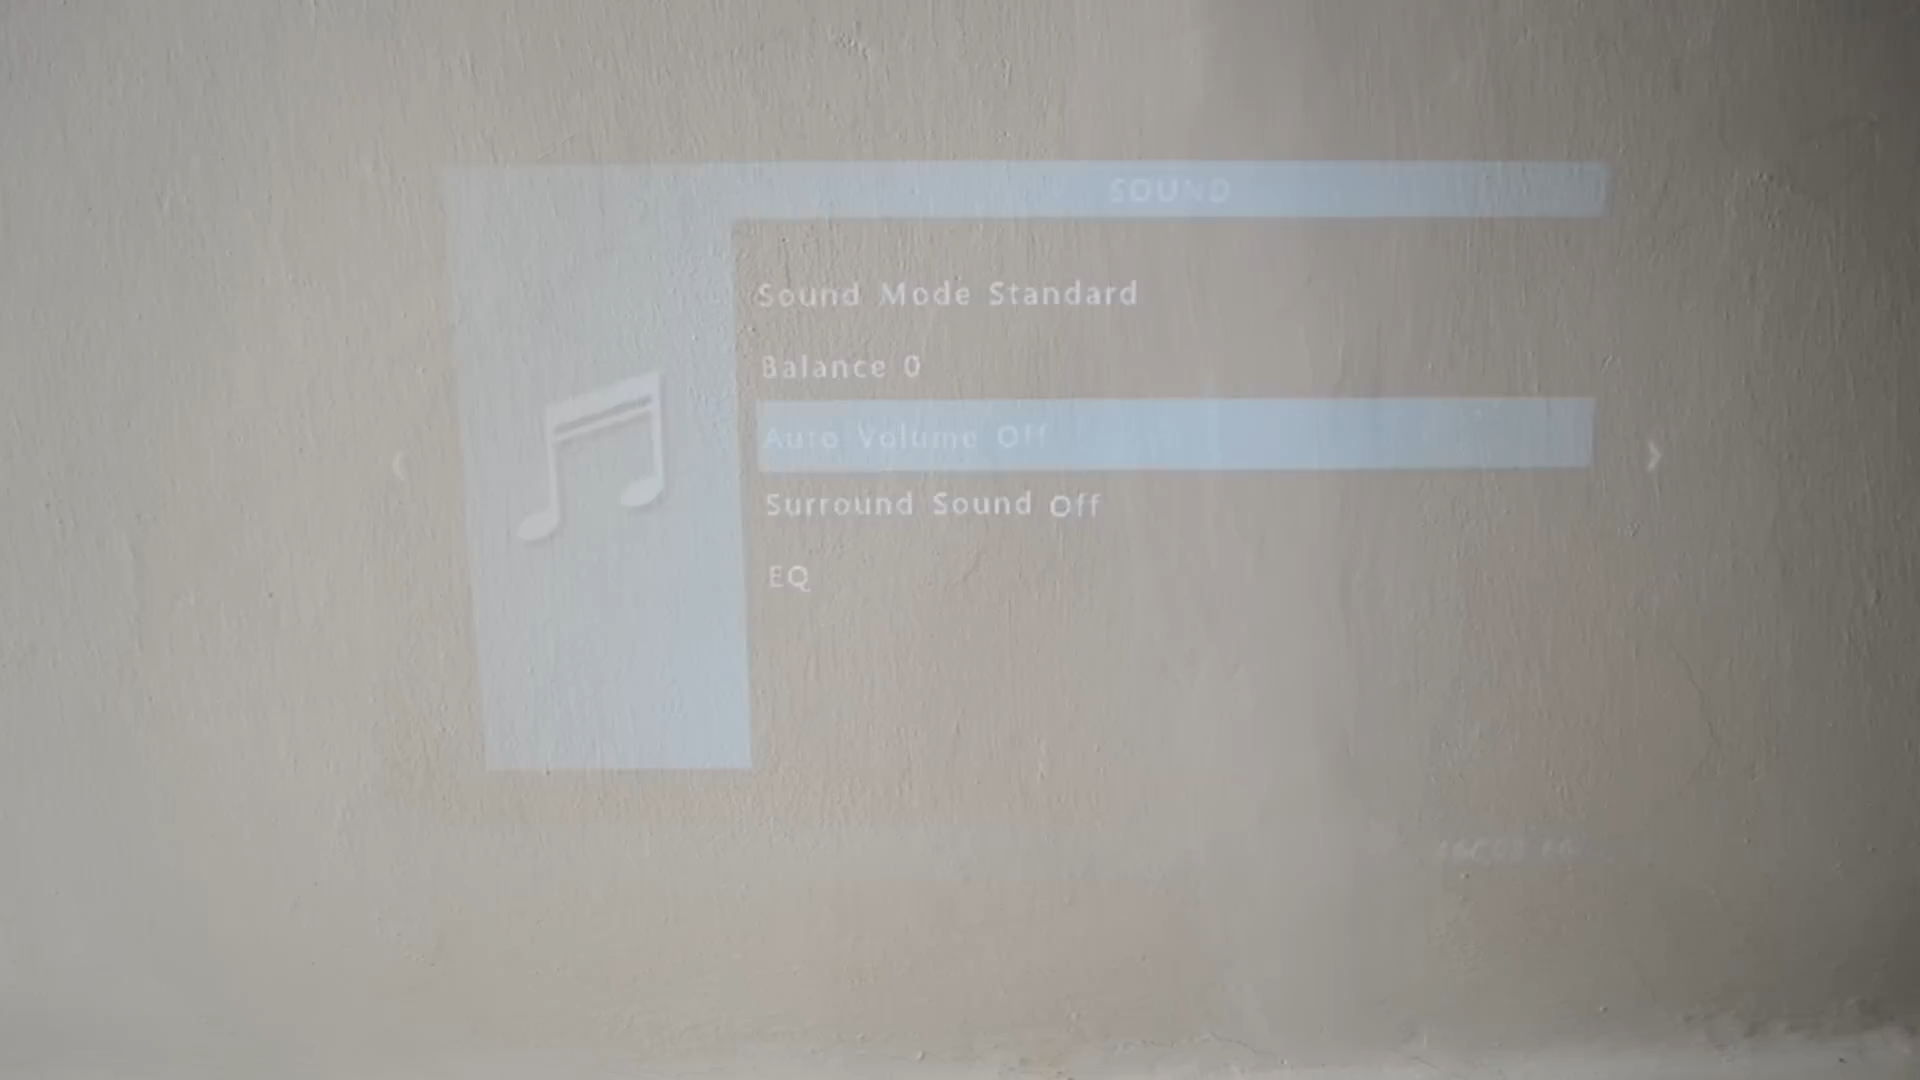 SOUND
Sound Mode Standard
Balance 0
Auto Volume Off
Surround Sound Off
EQ